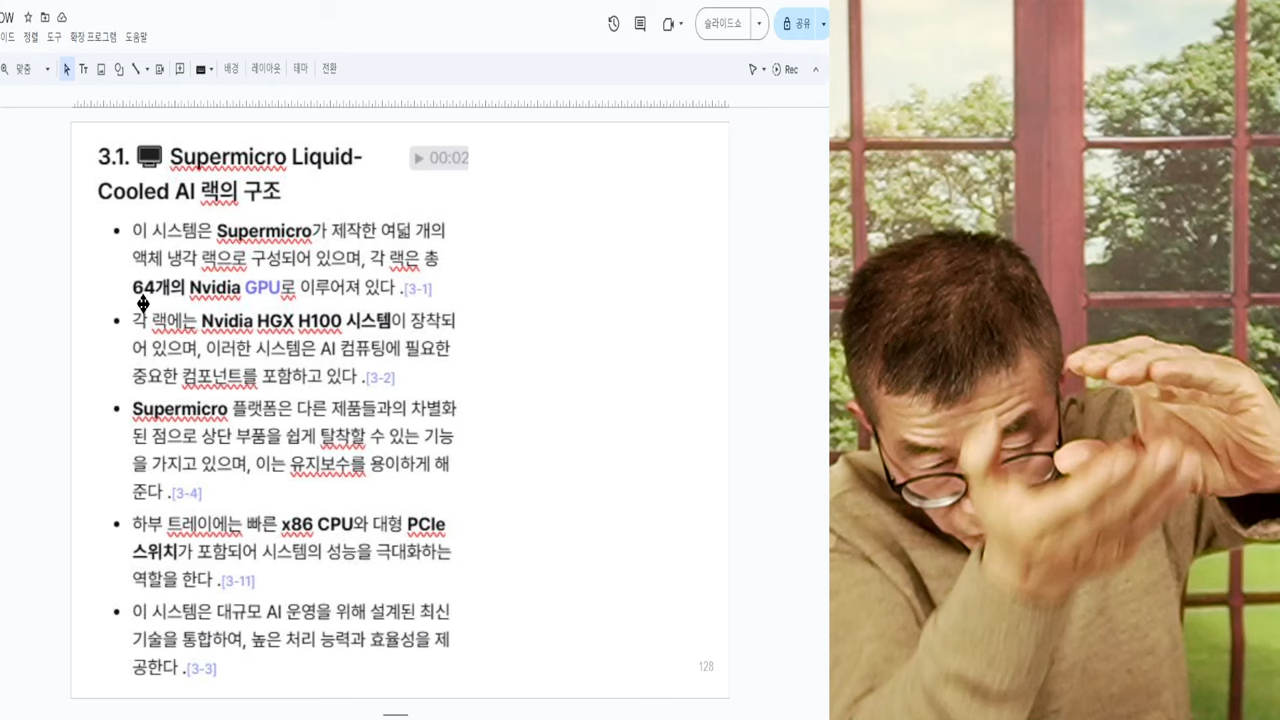 OW
이드 정렬 도구 확장 프로그램 도움말
슬라이드쇼
공유
맞춤
배경 레이아웃 테마 전환
Rec
3.1. Supermicro Liquid-
00:02
Cooled AI 랙의 구조
이 시스템은 Supermicro가 제작한 여덟 개의
액체 냉각 랙으로 구성되어 있으며, 각 랙은 총
64개의 Nvidia GPU로 이루어져 있다 .[3-1]
각 랙에는 Nvidia HGX H100 시스템이 장착되
어 있으며, 이러한 시스템은 AI 컴퓨팅에 필요한
중요한 컴포넌트를 포함하고 있다 .[3-2]
Supermicro 플랫폼은 다른 제품들과의 차별화
된 점으로 상단 부품을 쉽게 탈착할 수 있는 기능
을 가지고 있으며, 이는 유지보수를 용이하게 해
준다 .[3-4]
하부 트레이에는 빠른 x86 CPU와 대형 PCIe
스위치가 포함되어 시스템의 성능을 극대화하는
역할을 한다 .[3-11]
이 시스템은 대규모 AI 운영을 위해 설계된 최신
기술을 통합하여, 높은 처리 능력과 효율성을 제
공한다 .[3-3]
128